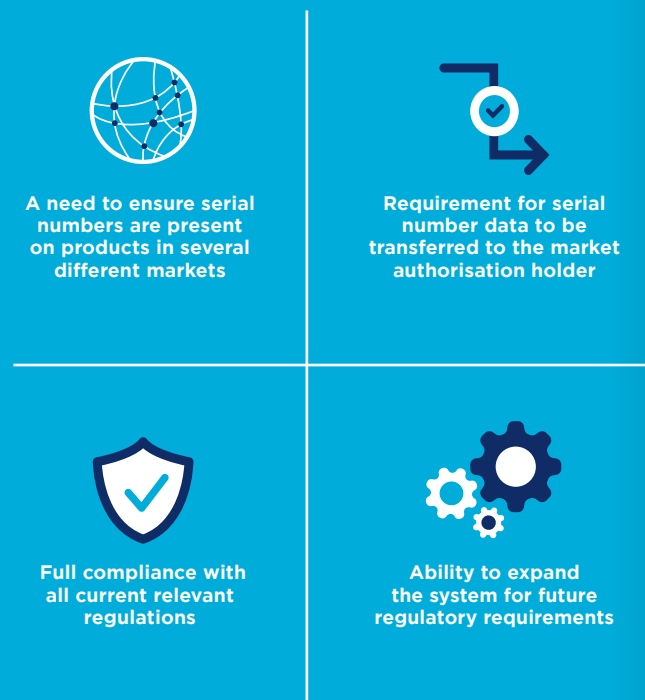 A need to ensure serial
numbers are present
on products in several
different markets
Requirement for serial
number data to be
transferred to the market
authorisation holder
Full compliance with
all current relevant
regulations
Ability to expand
the system for future
regulatory requirements